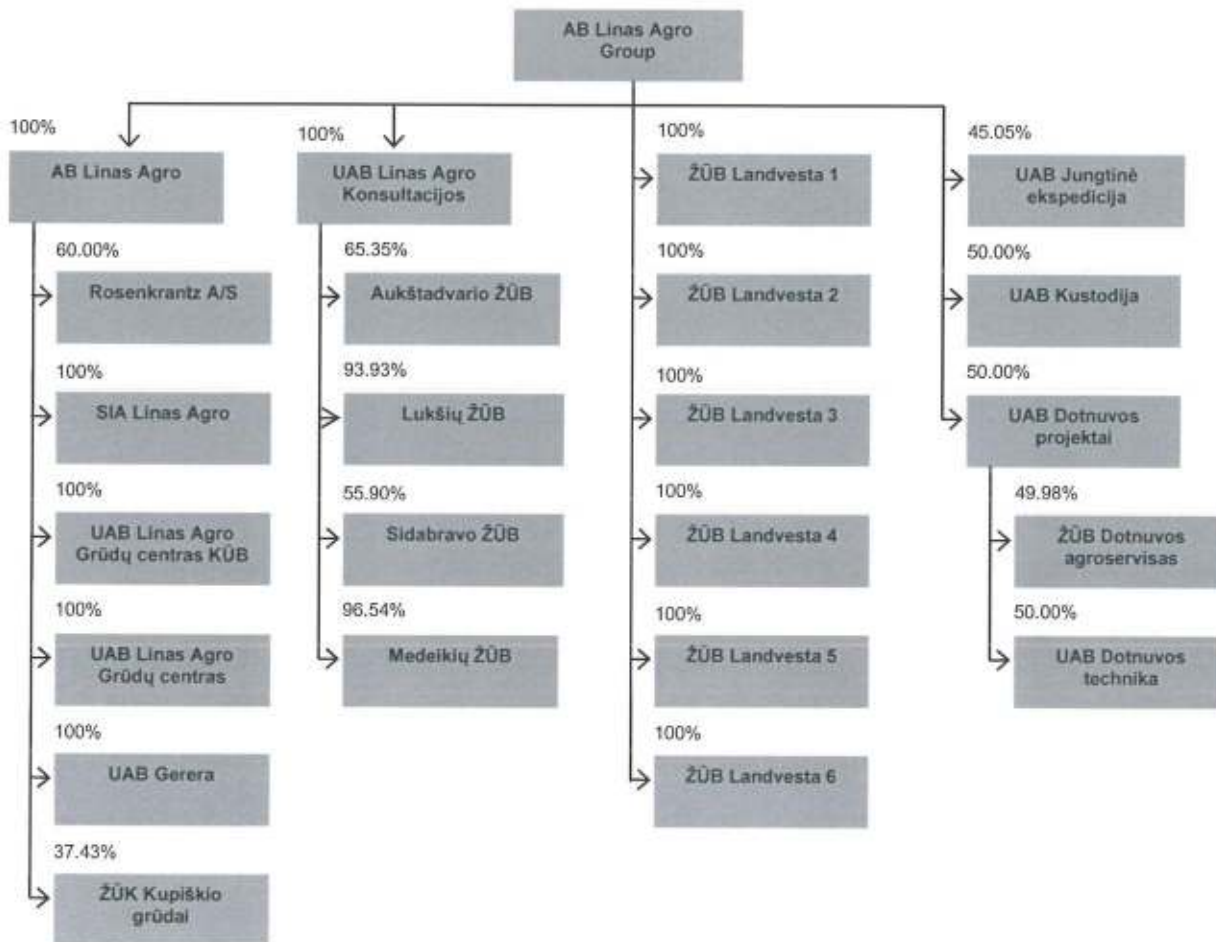 AB Linas Agro
Group
100%
AB Linas Agro
60.00%
Rosenkrantz A/S
100%
SIA Linas Agro
100%
UAB Linas Agro
Grūdų centras KŪB
100%
UAB Linas Agro
Grūdų centras
100%
UAB Gerera
37.43%
ŽŪK Kupiškio
grūdai
100%
UAB Linas Agro
Konsultacijos
65.35%
Aukštadvario ŽŪB
93.93%
Lukšių ŽŪB
55.90%
Sidabravo ŽŪB
96.54%
Medeikių ŽŪB
100%
ŽŪB Landvesta 1
100%
ŽŪB Landvesta 2
100%
ŽŪB Landvesta 3
100%
ŽŪB Landvesta 4
100%
ŽŪB Landvesta 5
100%
ŽŪB Landvesta 6
45.05%
UAB Jungtinė
ekspedicija
50.00%
UAB Kustodija
50.00%
UAB Dotnuvos
projektai
49.98%
ŽŪB Dotnuvos
agroservisas
50.00%
UAB Dotnuvos
technika